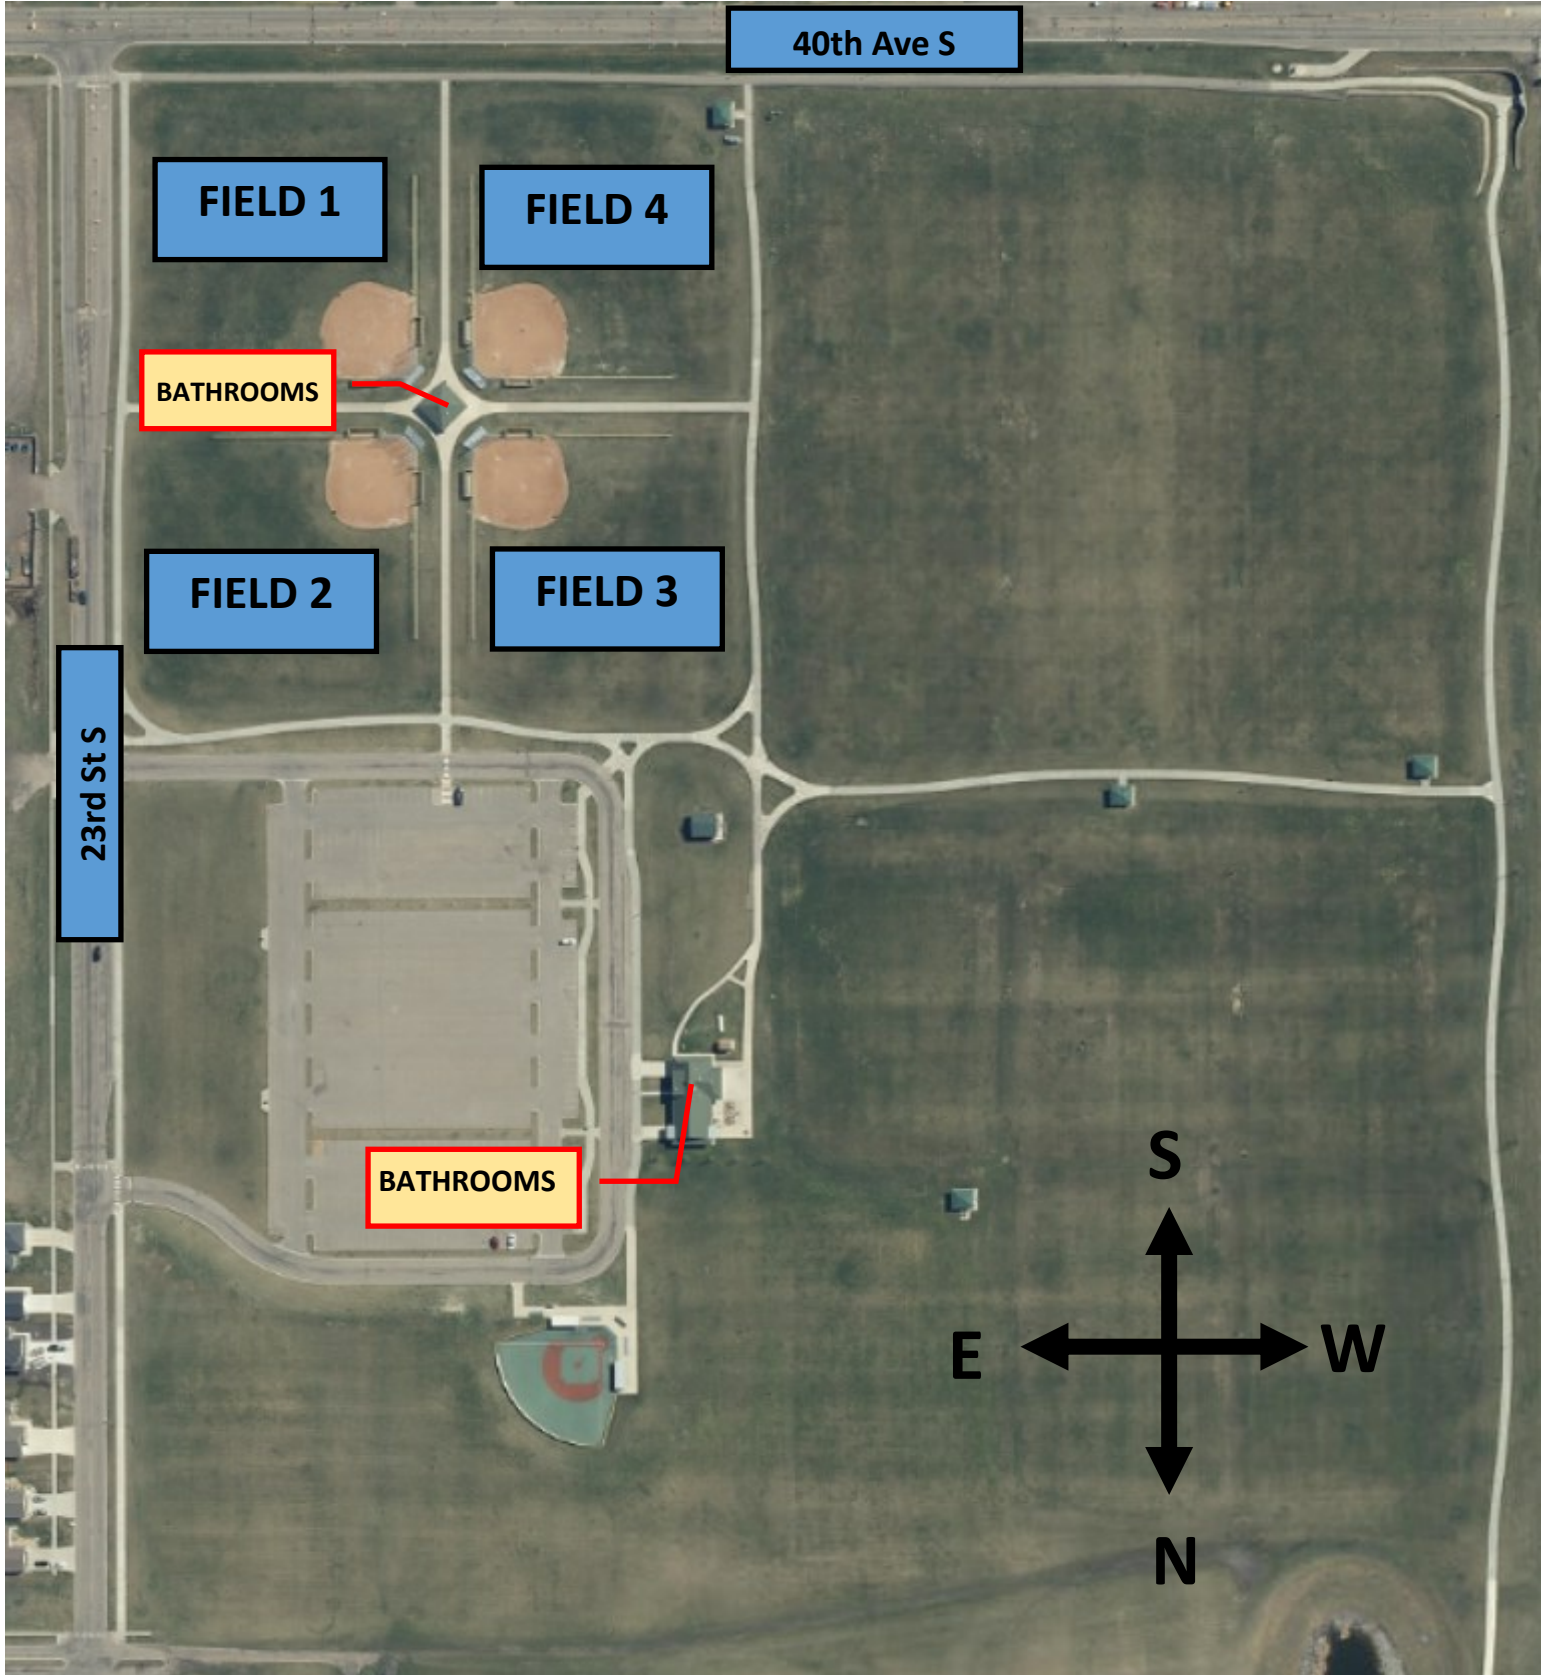 40th Ave S
FIELD 1
FIELD 4
BATHROOMS
FIELD 2
FIELD 3
23rd St S
BATHROOMS
S
E
W
N